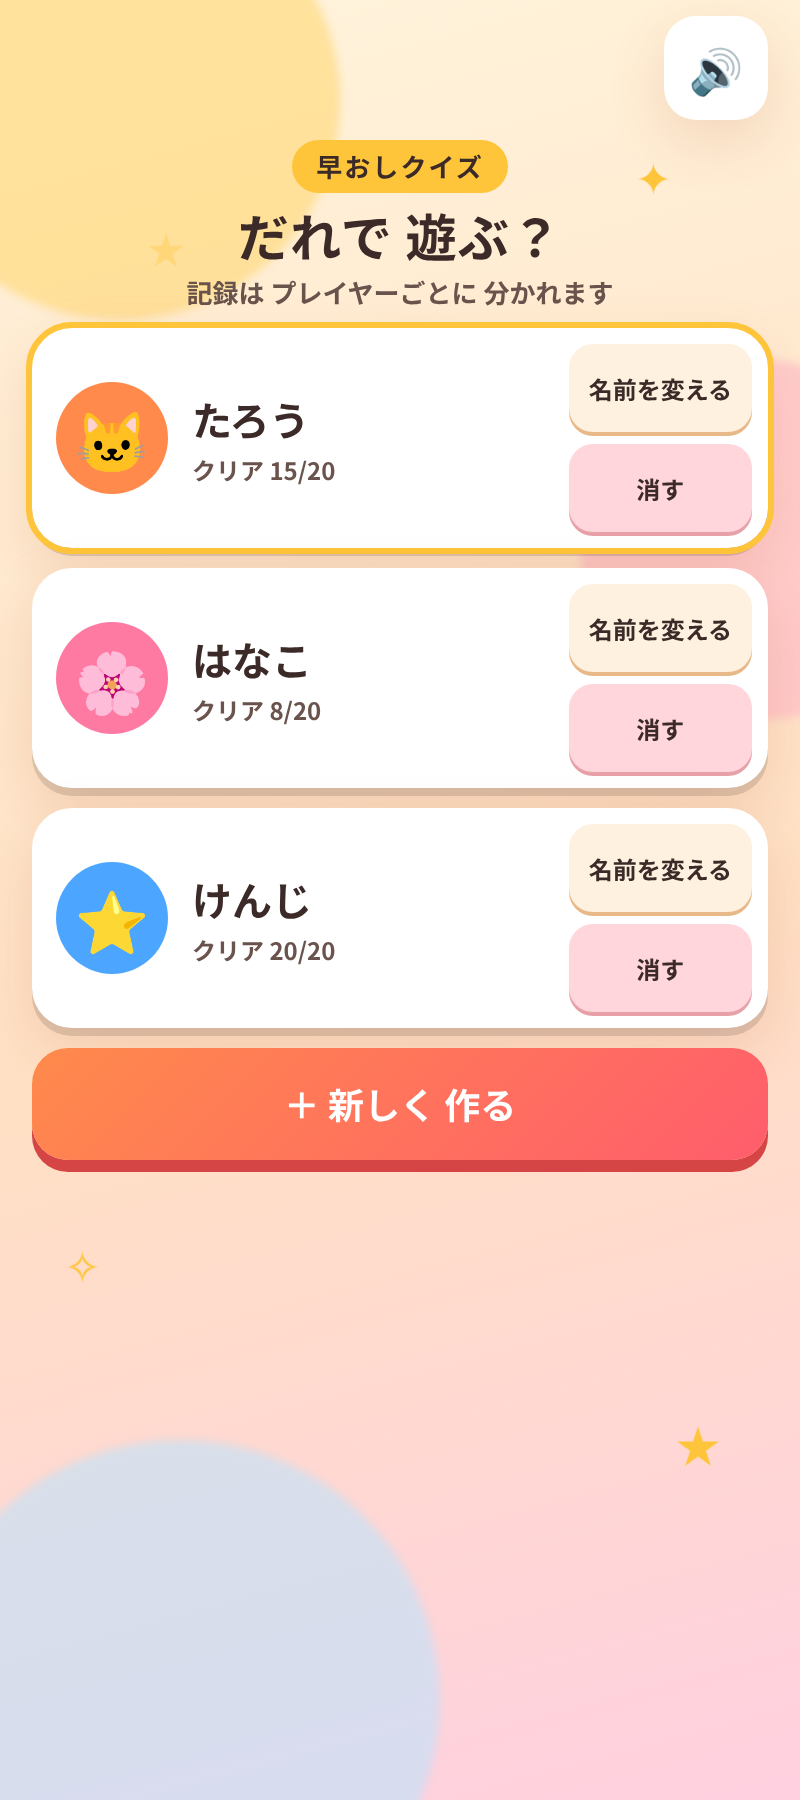 早おしクイズ
だれで 遊ぶ？
記録は プレイヤーごとに 分かれます
たろう
クリア 15/20
名前を変える
消す
はなこ
クリア 8/20
名前を変える
消す
けんじ
クリア 20/20
名前を変える
消す
＋ 新しく 作る